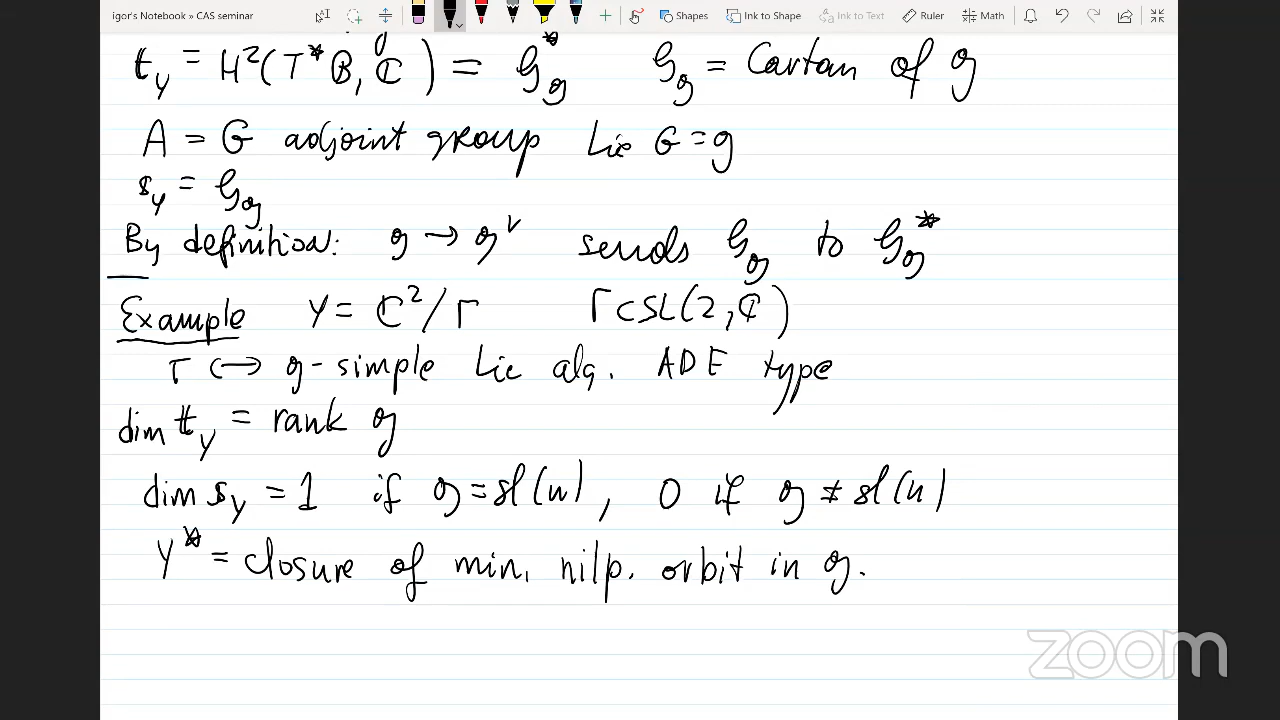 igor's Notebook » CAS seminar
Shapes Ink to Shape Ink to Text Ruler Math
t_Y = H²(T*B, ℂ) = 𝔥_g* 𝔥_g = Cartan of g
A = G adjoint group Lie G = g
s_Y = 𝔥_g
By definition: g → g^∨ sends 𝔥_g to 𝔥_g*
Example Y = ℂ²/Γ Γ⊂SL(2,ℂ)
Γ ↔ g - simple Lie alg. ADE type
dim t_Y = rank g
dim s_Y = 1 if g = sl(n), 0 if g ≠ sl(n)
Y* = closure of min. nilp. orbit in g.
zoom